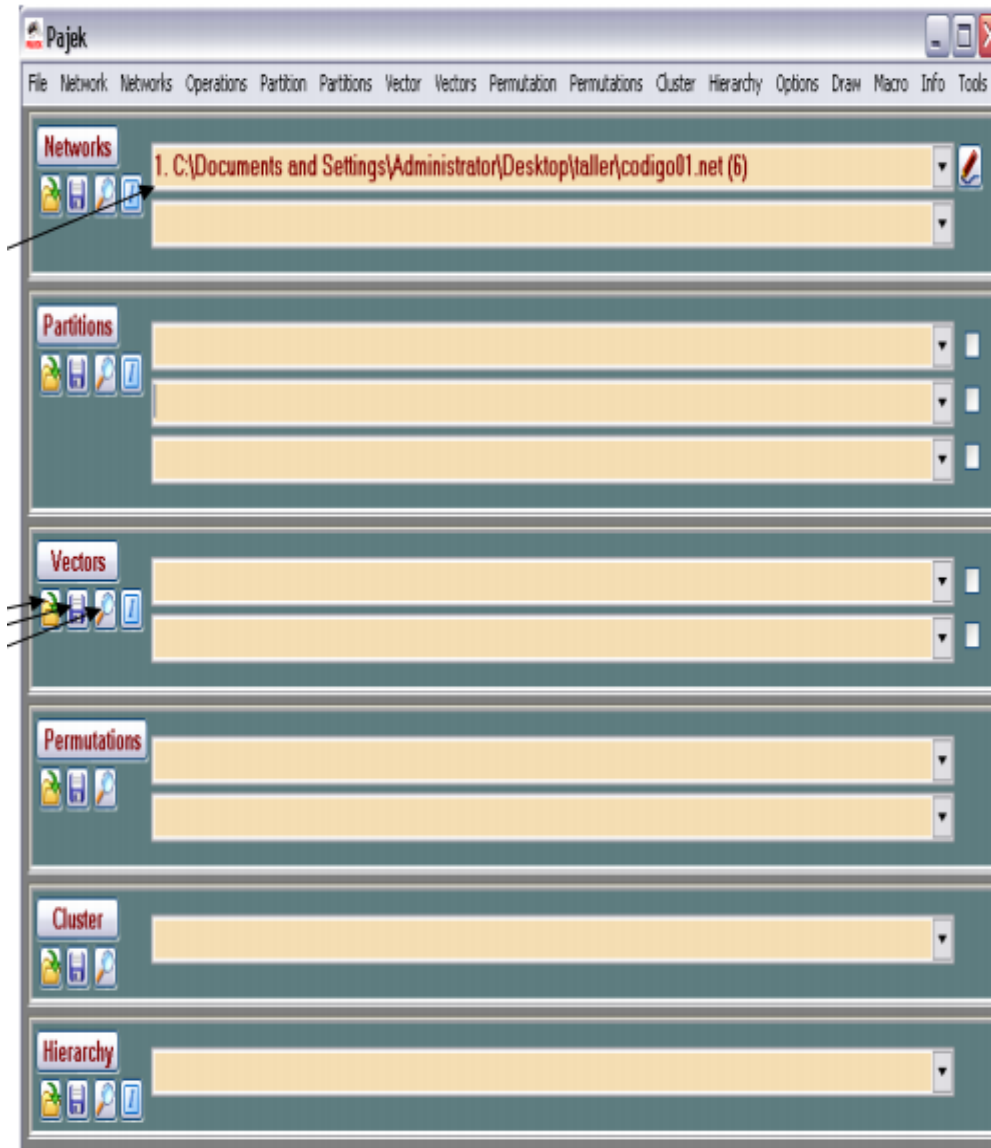 Pajek
File Network Networks Operations Partition Partitions Vector Vectors Permutation Permutations Cluster Hierarchy Options Draw Macro Info Tools
Networks
1. C:\Documents and Settings\Administrator\Desktop\taller\codigo01.net (6)
Partitions
Vectors
Permutations
Cluster
Hierarchy